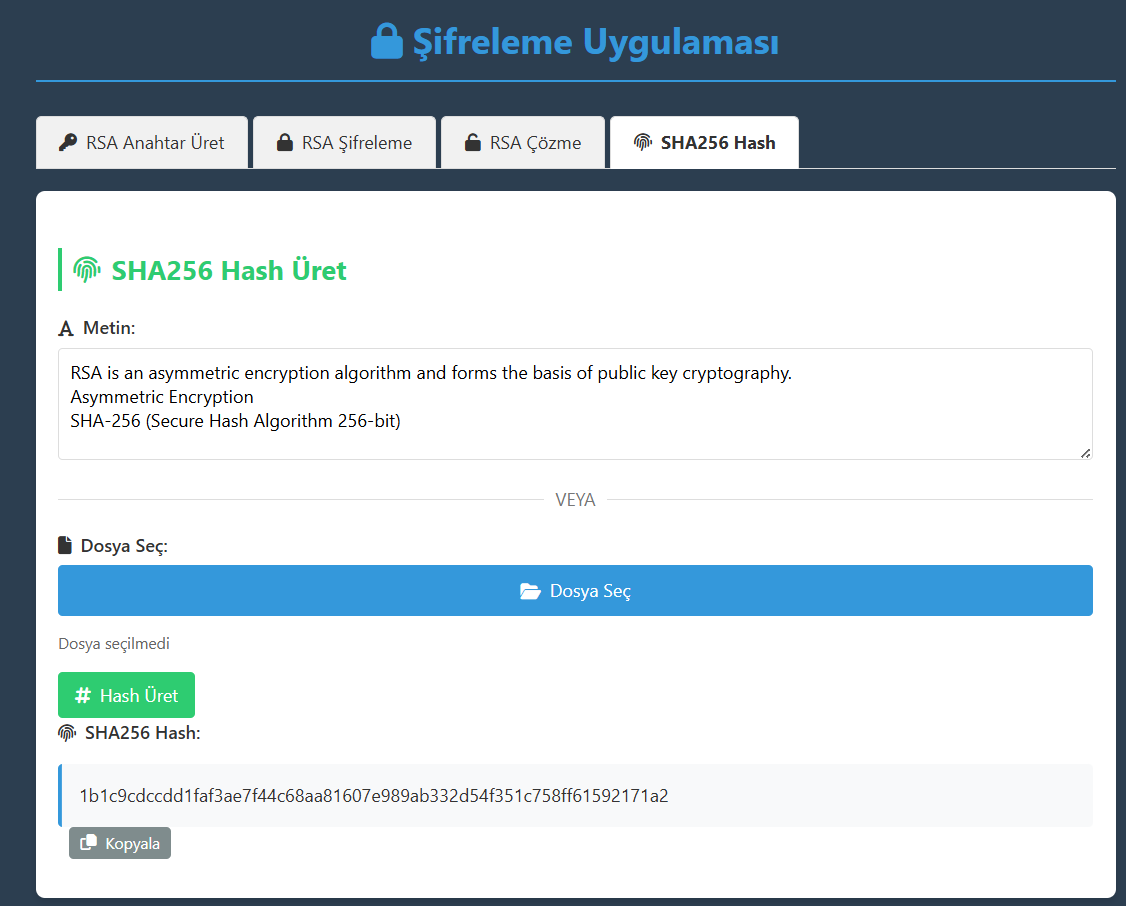 Şifreleme Uygulaması
RSA Anahtar Üret
RSA Şifreleme
RSA Çözme
SHA256 Hash
SHA256 Hash Üret
Metin:
RSA is an asymmetric encryption algorithm and forms the basis of public key cryptography.
Asymmetric Encryption
SHA-256 (Secure Hash Algorithm 256-bit)
VEYA
Dosya Seç:
Dosya Seç
Dosya seçilmedi
# Hash Üret
SHA256 Hash:
1b1c9cdccdd1faf3ae7f44c68aa81607e989ab332d54f351c758ff61592171a2
Kopyala